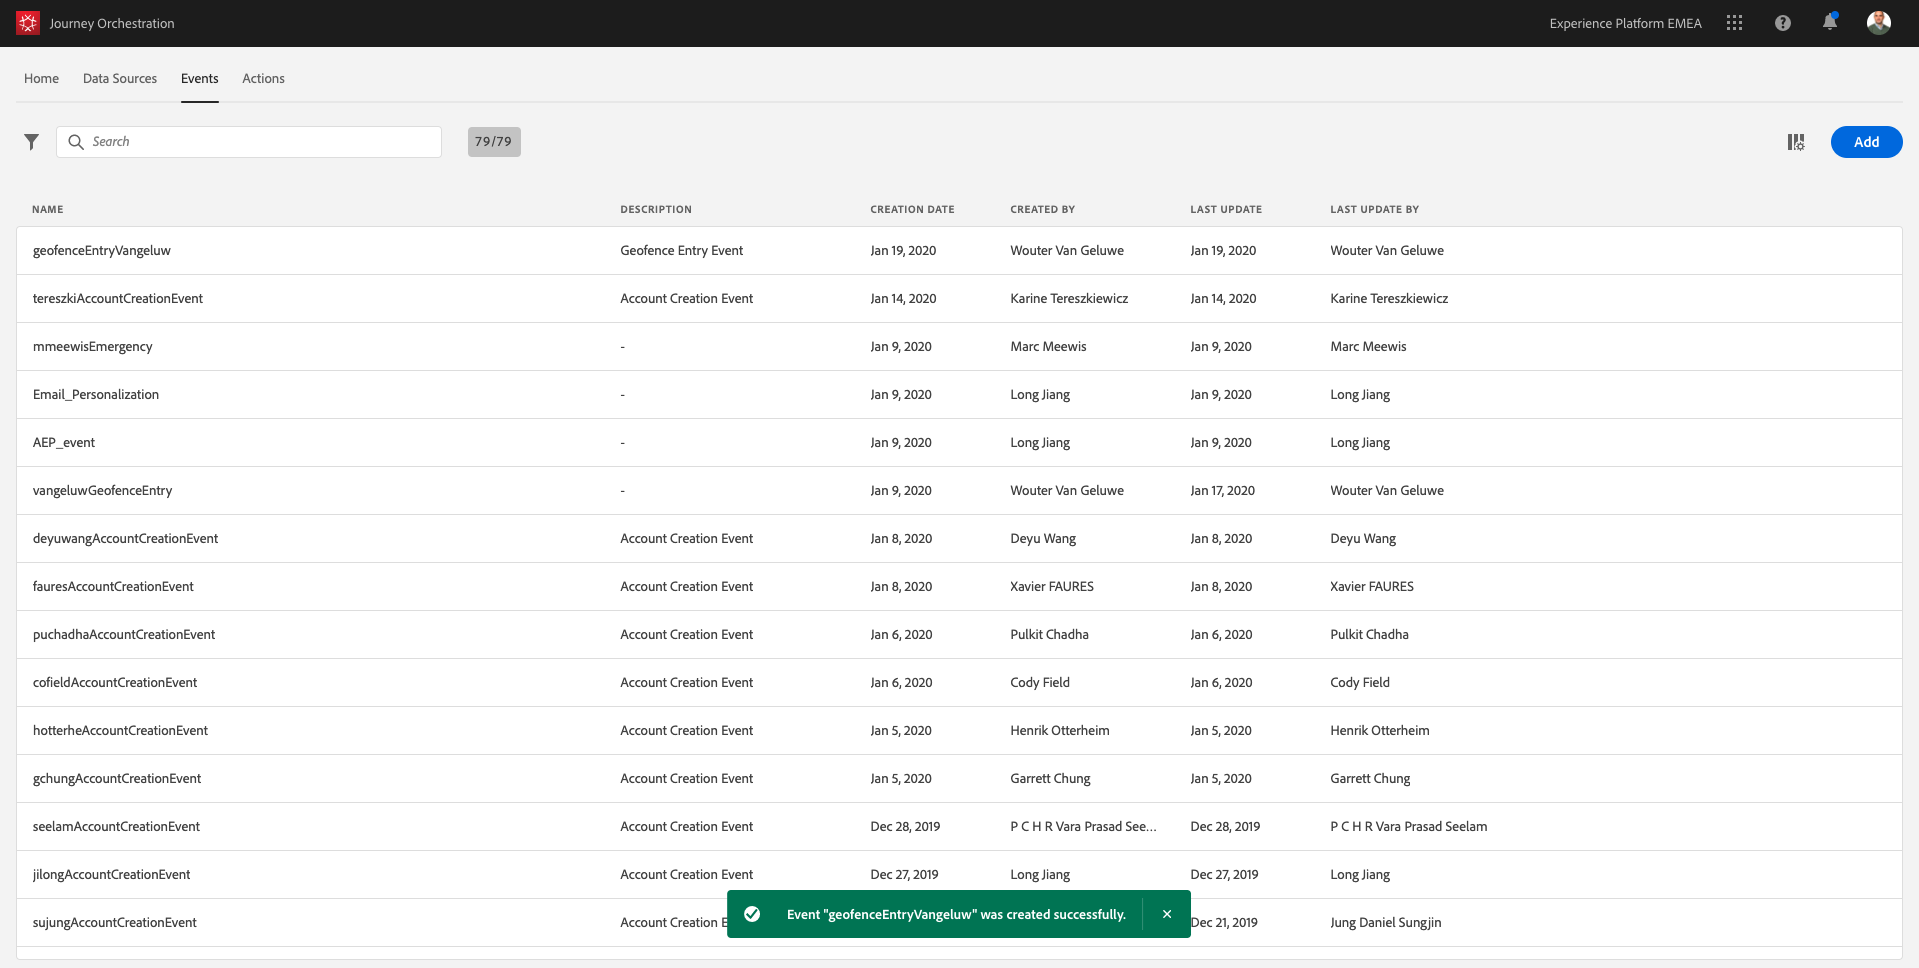 Journey Orchestration Experience Platform EMEA
Home Data Sources Events Actions
Search 79/79 Add
NAME DESCRIPTION CREATION DATE CREATED BY LAST UPDATE LAST UPDATE BY
geofenceEntryVangeluw Geofence Entry Event Jan 19, 2020 Wouter Van Geluwe Jan 19, 2020 Wouter Van Geluwe
tereszkiAccountCreationEvent Account Creation Event Jan 14, 2020 Karine Tereszkiewicz Jan 14, 2020 Karine Tereszkiewicz
mmeewisEmergency - Jan 9, 2020 Marc Meewis Jan 9, 2020 Marc Meewis
Email_Personalization - Jan 9, 2020 Long Jiang Jan 9, 2020 Long Jiang
AEP_event - Jan 9, 2020 Long Jiang Jan 9, 2020 Long Jiang
vangeluwGeofenceEntry - Jan 9, 2020 Wouter Van Geluwe Jan 17, 2020 Wouter Van Geluwe
deyuwangAccountCreationEvent Account Creation Event Jan 8, 2020 Deyu Wang Jan 8, 2020 Deyu Wang
fauresAccountCreationEvent Account Creation Event Jan 8, 2020 Xavier FAURES Jan 8, 2020 Xavier FAURES
puchadhaAccountCreationEvent Account Creation Event Jan 6, 2020 Pulkit Chadha Jan 6, 2020 Pulkit Chadha
cofieldAccountCreationEvent Account Creation Event Jan 6, 2020 Cody Field Jan 6, 2020 Cody Field
hotterheAccountCreationEvent Account Creation Event Jan 5, 2020 Henrik Otterheim Jan 5, 2020 Henrik Otterheim
gchungAccountCreationEvent Account Creation Event Jan 5, 2020 Garrett Chung Jan 5, 2020 Garrett Chung
seelamAccountCreationEvent Account Creation Event Dec 28, 2019 P C H R Vara Prasad See... Dec 28, 2019 P C H R Vara Prasad Seelam
jilongAccountCreationEvent Account Creation Event Dec 27, 2019 Long Jiang Dec 27, 2019 Long Jiang
sujungAccountCreationEvent Account Creation Dec 21, 2019 Jung Daniel Sungjin
Event "geofenceEntryVangeluw" was created successfully.